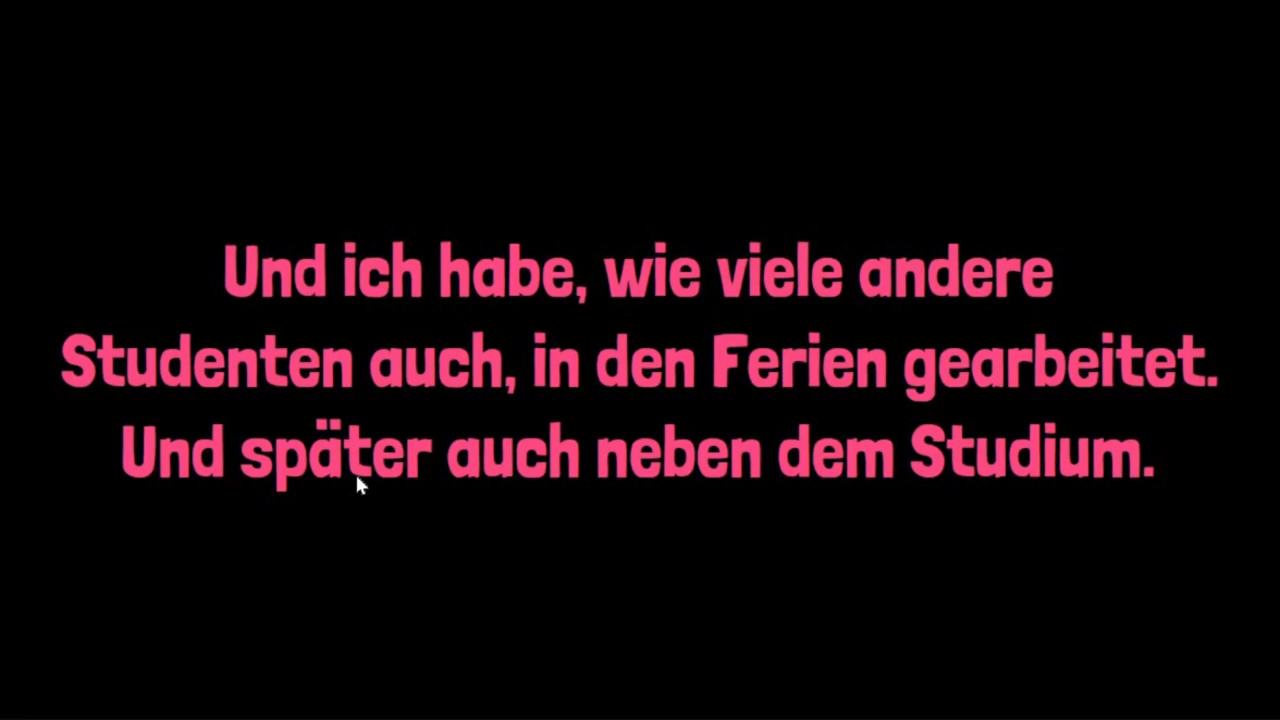 Und ich habe, wie viele andere
Studenten auch, in den Ferien gearbeitet.
Und später auch neben dem Studium.